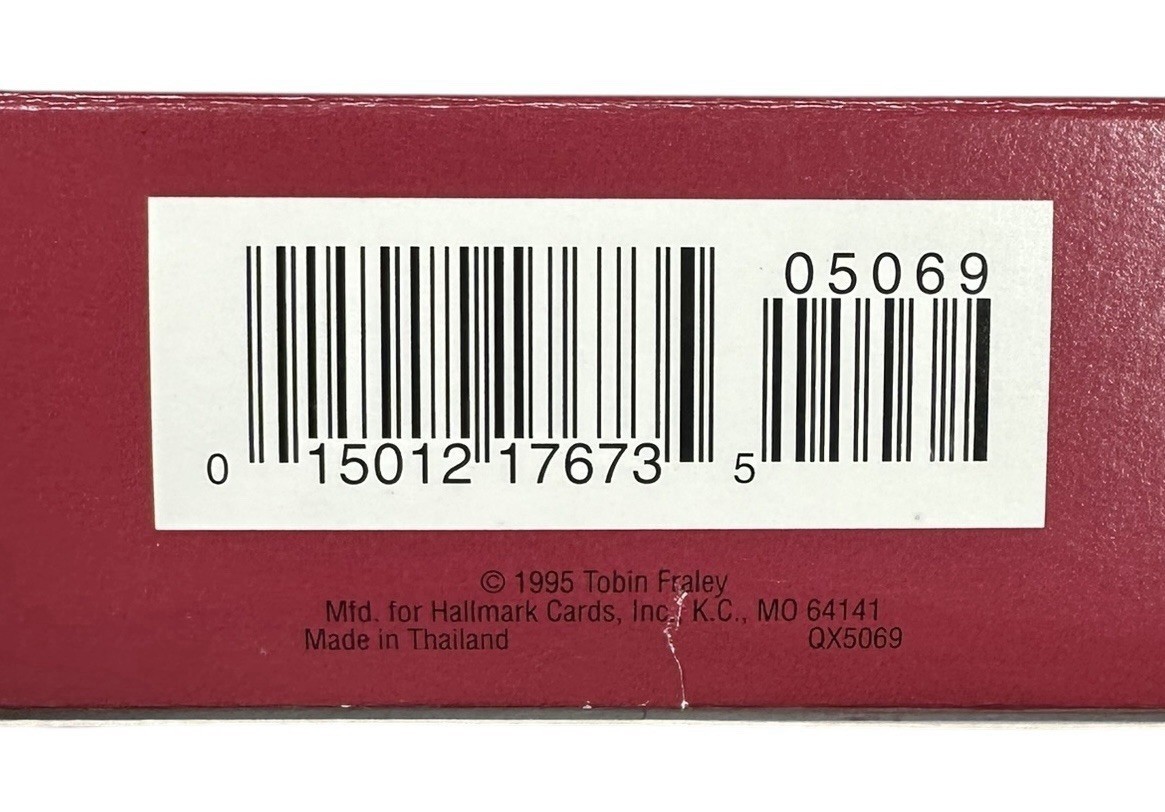 05069
0 15012 17673 5
© 1995 Tobin Fraley
Mfd. for Hallmark Cards, Inc., K.C., MO 64141
Made in Thailand QX5069